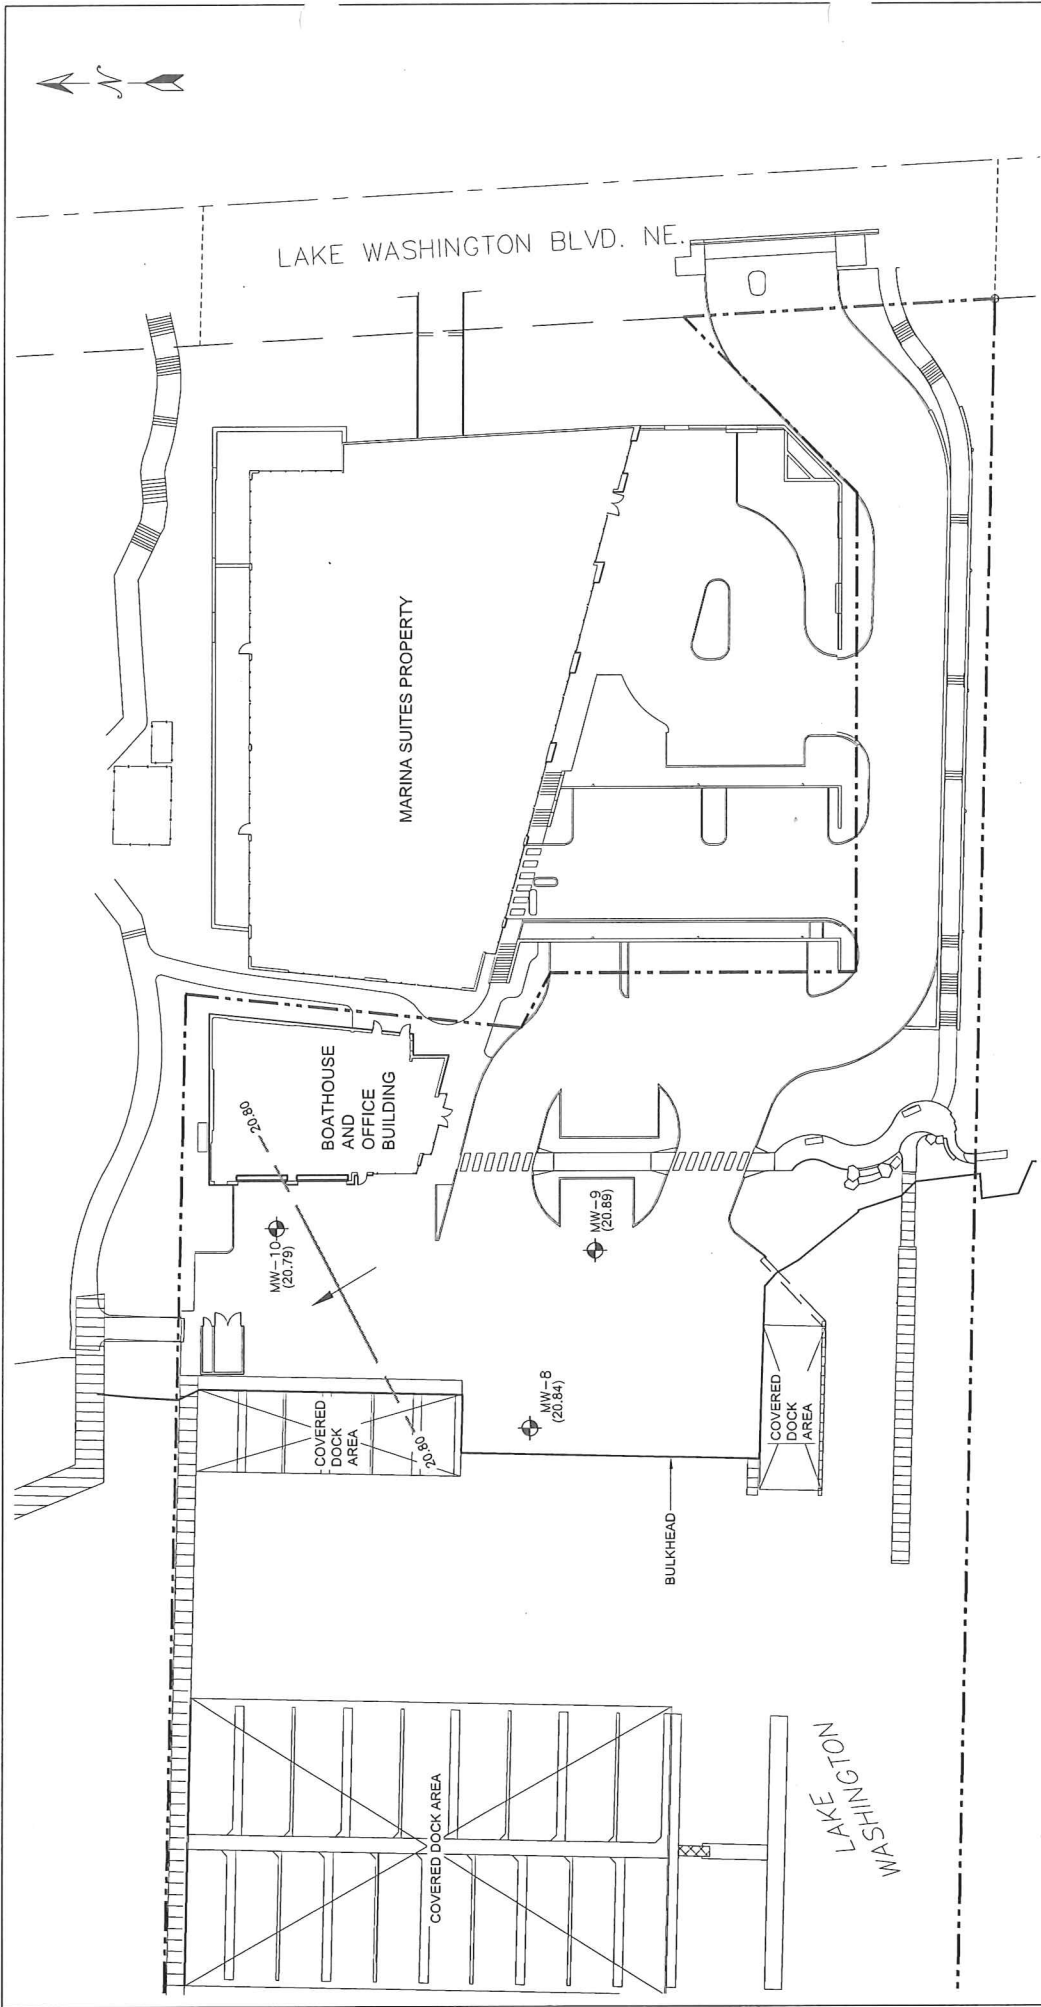 N
LAKE WASHINGTON BLVD. NE.
MARINA SUITES PROPERTY
BOATHOUSE
AND
OFFICE
BUILDING
20.80
MW-10
(20.79)
MW-9
(20.89)
MW-8
(20.84)
20.80
COVERED
DOCK
AREA
COVERED
DOCK
AREA
BULKHEAD
COVERED DOCK AREA
LAKE
WASHINGTON